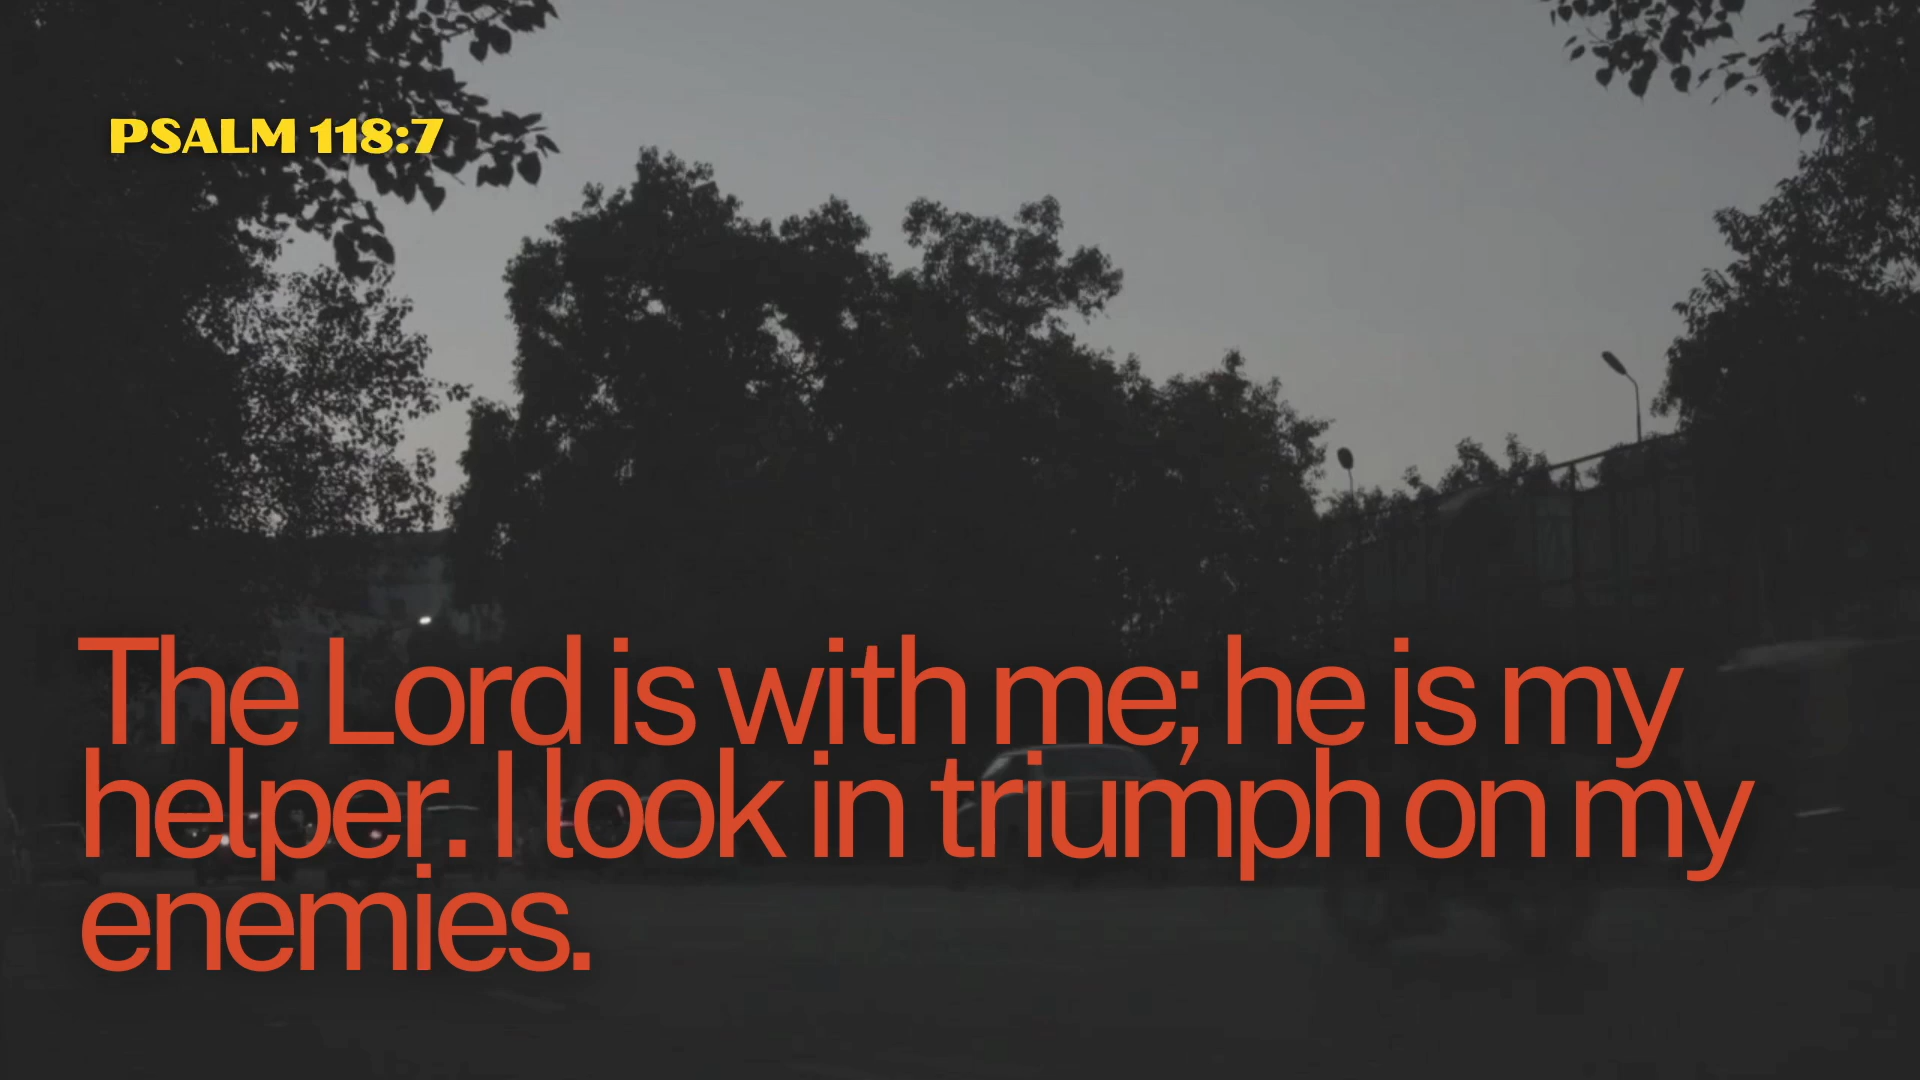 PSALM 118:7
The Lord is with me; he is my
helper. I look in triumph on my
enemies.